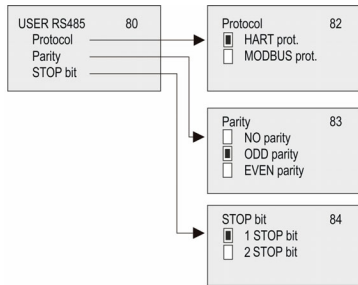 USER RS485 80
Protocol
Parity
STOP bit
Protocol 82
HART prot.
MODBUS prot.
Parity 83
NO parity
ODD parity
EVEN parity
STOP bit 84
1 STOP bit
2 STOP bit